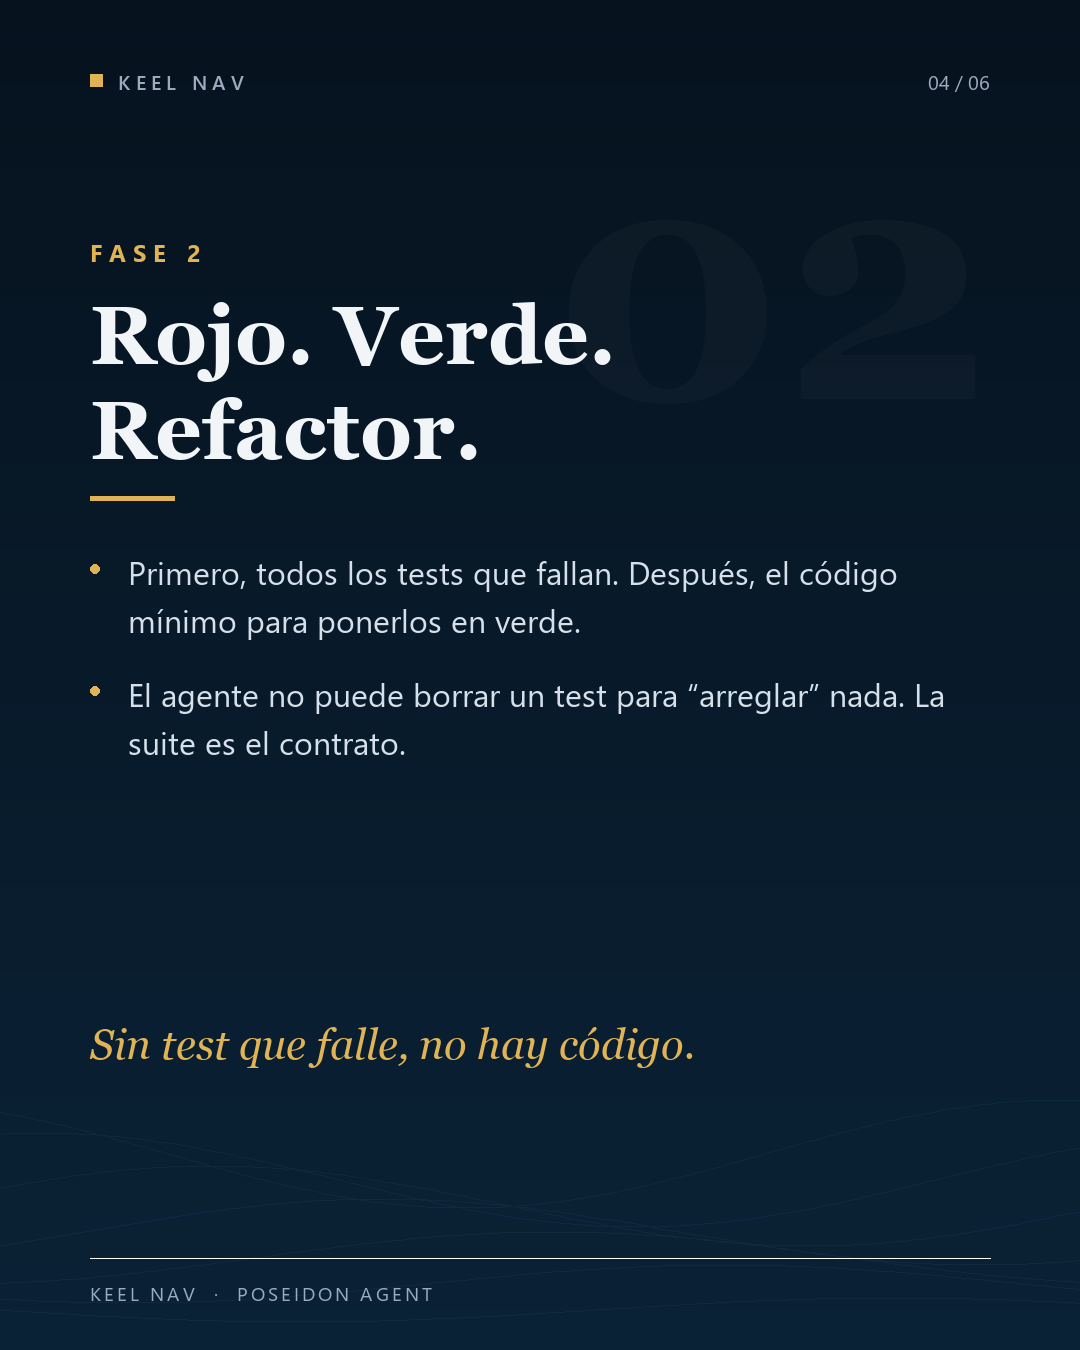 KEEL NAV
04 / 06
02
FASE 2
Rojo. Verde.
Refactor.
Primero, todos los tests que fallan. Después, el código
mínimo para ponerlos en verde.
El agente no puede borrar un test para “arreglar” nada. La
suite es el contrato.
Sin test que falle, no hay código.
KEEL NAV · POSEIDON AGENT